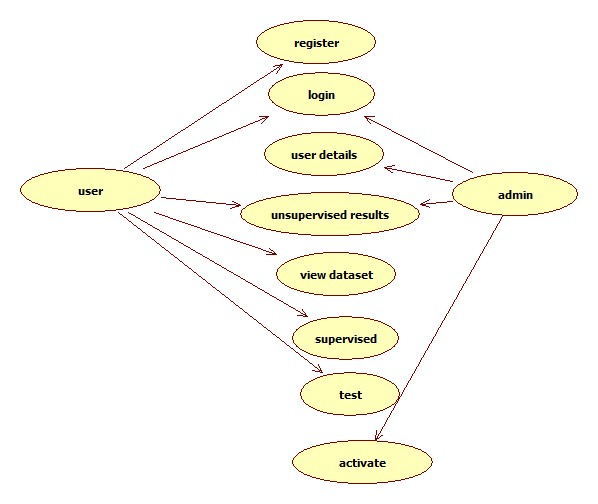 register
login
user details
user
admin
unsupervised results
view dataset
supervised
test
activate